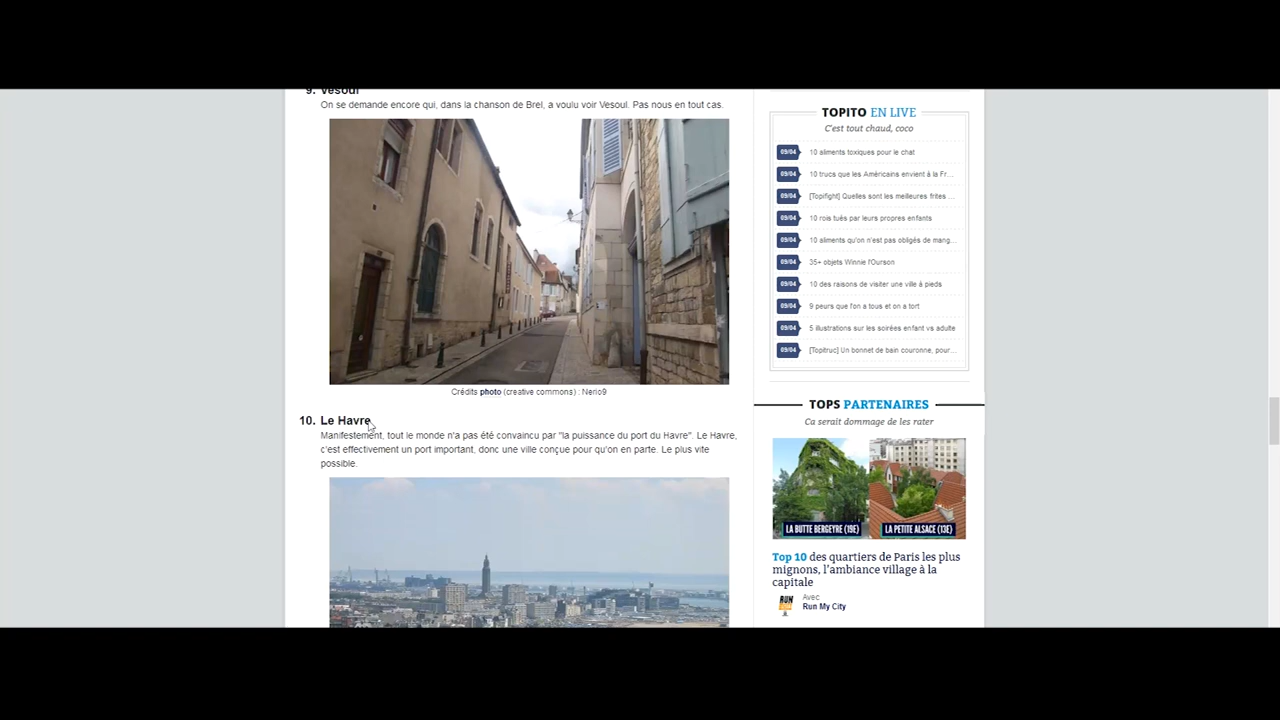 9. Vesoul
On se demande encore qui, dans la chanson de Brel, a voulu voir Vesoul. Pas nous en tout cas.
Crédits photo (creative commons) : Nerio9
10. Le Havre
Manifestement, tout le monde n'a pas été convaincu par "la puissance du port du Havre". Le Havre,
c'est effectivement un port important, donc une ville conçue pour qu'on en parte. Le plus vite
possible.
TOPITO EN LIVE
C'est tout chaud, coco
09/04 10 aliments toxiques pour le chat
09/04 10 trucs que les Américains envient à la Fr...
09/04 [Topifight] Quelles sont les meilleures frites ...
09/04 10 rois tués par leurs propres enfants
09/04 10 aliments qu'on n'est pas obligés de mang...
09/04 35+ objets Winnie l'Ourson
09/04 10 des raisons de visiter une ville à pieds
09/04 9 peurs que l'on a tous et on a tort
09/04 5 illustrations sur les soirées enfant vs adulte
09/04 [Topitruc] Un bonnet de bain couronne, pour...
TOPS PARTENAIRES
Ca serait dommage de les rater
LA BUTTE BERGEYRE (19E)
LA PETITE ALSACE (13E)
Top 10 des quartiers de Paris les plus
mignons, l'ambiance village à la
capitale
RUN
Avec
Run My City